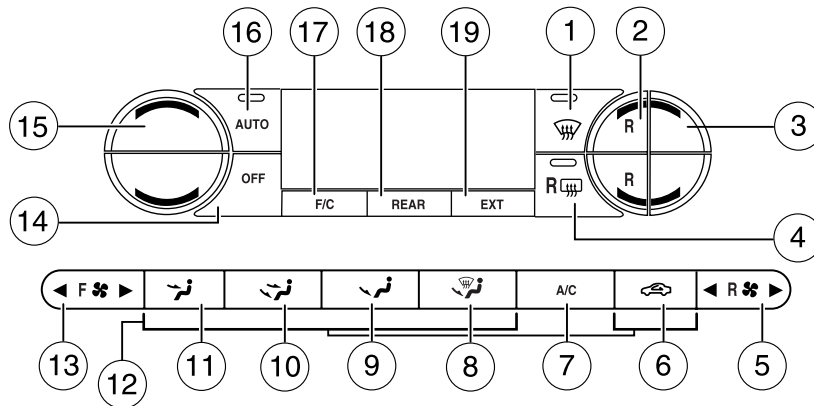 16 17 18 19 1 2
15 AUTO R 3
OFF R R
14 F/C REAR EXT 4
F A/C R
13 12 11 10 9 8 7 6 5